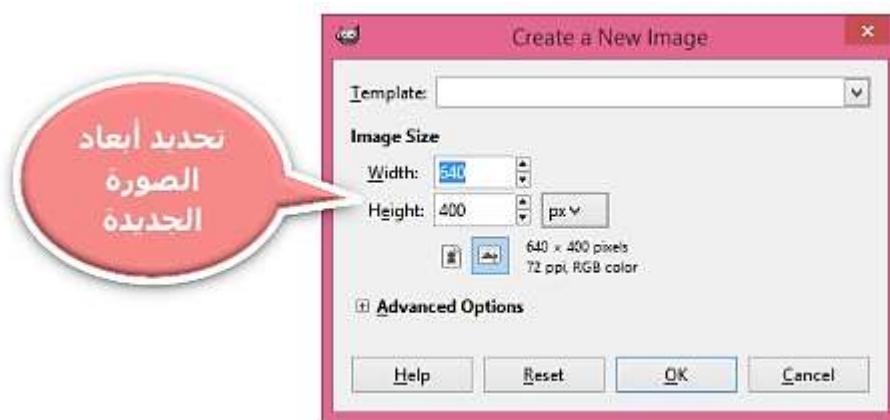 Create a New Image
Template:
Image Size
Width: 640
Height: 400 px
640 × 400 pixels
72 ppi, RGB color
Advanced Options
Help Reset OK Cancel
تحديد أبعاد
الصورة
الجديدة